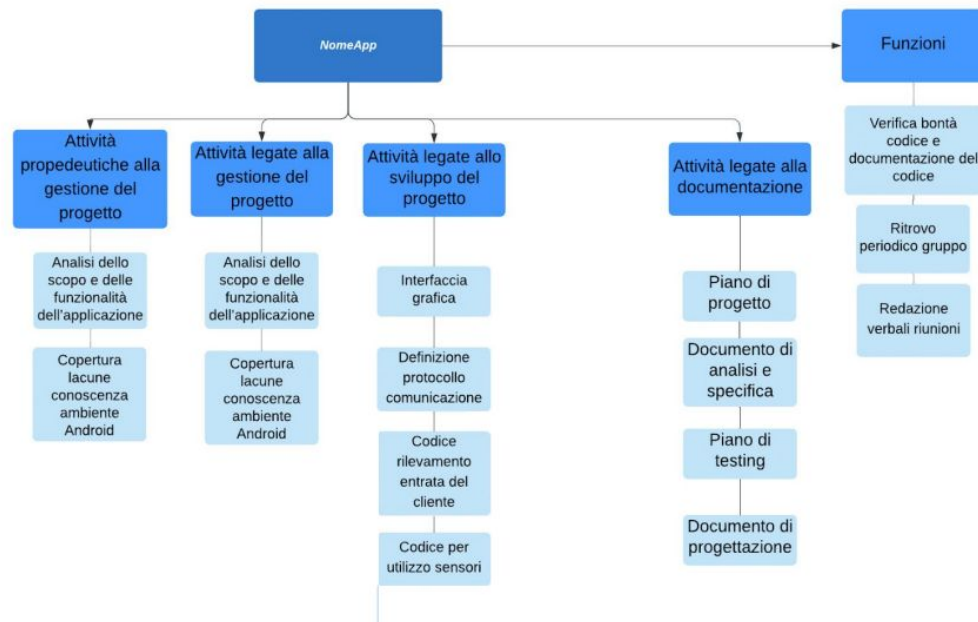 NomeApp
Funzioni
Attività
propedeutiche alla
gestione del
progetto
Attività legate alla
gestione del
progetto
Attività legate allo
sviluppo del
progetto
Attività legate alla
documentazione
Verifica bontà
codice e
documentazione del
codice
Ritrovo
periodico gruppo
Redazione
verbali riunioni
Analisi dello
scopo e delle
funzionalità
dell'applicazione
Copertura
lacune
conoscenza
ambiente
Android
Analisi dello
scopo e delle
funzionalità
dell'applicazione
Copertura
lacune
conoscenza
ambiente
Android
Interfaccia
grafica
Definizione
protocollo
comunicazione
Codice
rilevamento
entrata del
cliente
Codice per
utilizzo sensori
Piano di
progetto
Documento di
analisi e
specifica
Piano di
testing
Documento di
progettazione